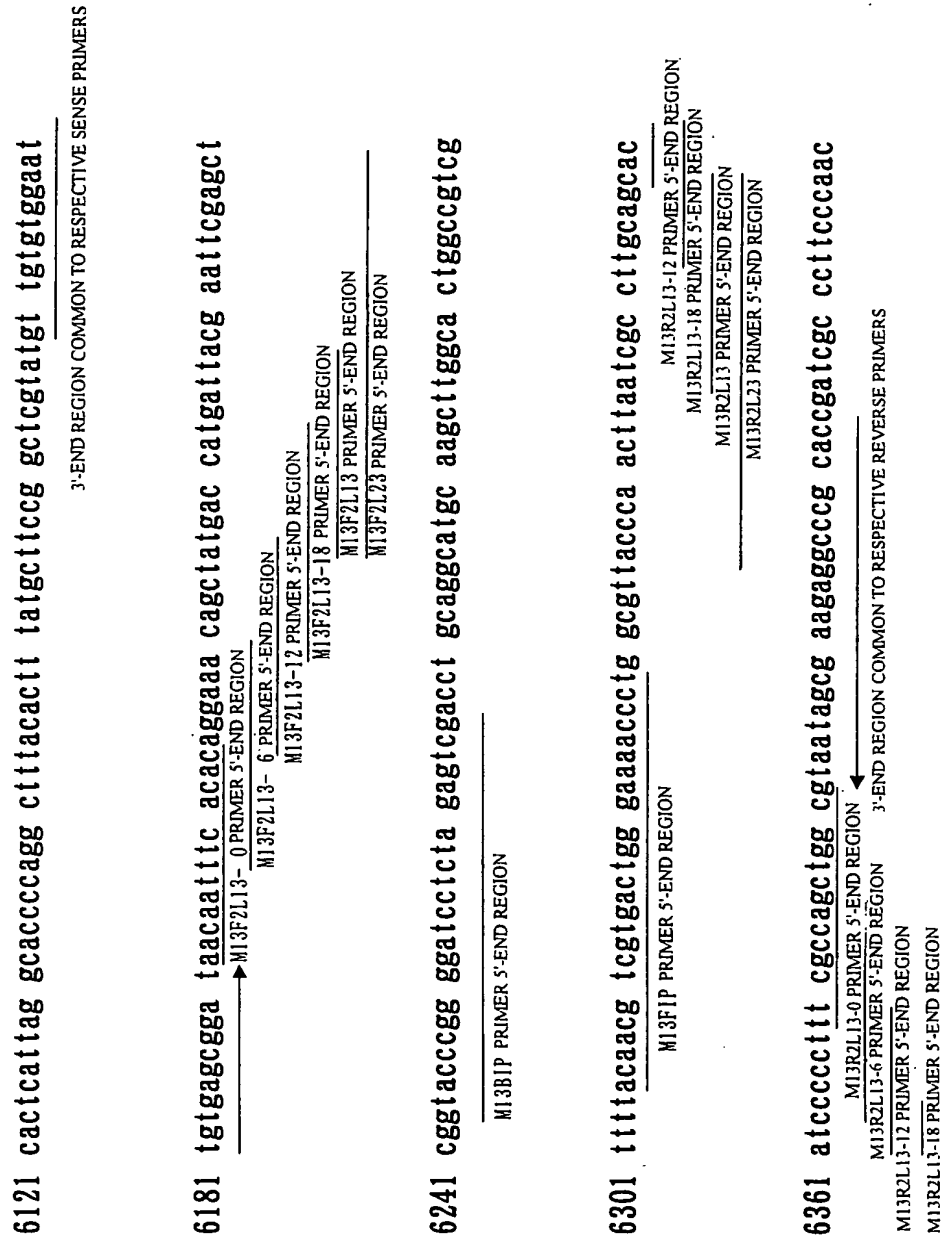 6121 cactcattag gcaccccagg ctttacactt tatgcttccg gctcgtatgt tgtgtggaat
3'-END REGION COMMON TO RESPECTIVE SENSE PRIMERS
6181 tgtgagcgga taacaatttc acacaggaaa cagctatgac catgattacg aattcgagct
M13F2L13- 0 PRIMER 5'-END REGION
M13F2L13- 6 PRIMER 5'-END REGION
M13F2L13-12 PRIMER 5'-END REGION
M13F2L13-18 PRIMER 5'-END REGION
M13F2L13 PRIMER 5'-END REGION
M13F2L23 PRIMER 5'-END REGION
6241 cggtacccgg ggatcctcta gagtcgacct gcaggcatgc aagcttggca ctggccgtcg
M13B1P PRIMER 5'-END REGION
6301 ttttacaacg tcgtgactgg gaaaaccctg gcgttaccca acttaatcgc cttgcagcac
M13F1P PRIMER 5'-END REGION
M13R2L13-12 PRIMER 5'-END REGION
M13R2L13-18 PRIMER 5'-END REGION
M13R2L13 PRIMER 5'-END REGION
M13R2L23 PRIMER 5'-END REGION
6361 atcccccttt cgccagctgg cgtaatagcg aagaggcccg caccgatcgc ccttcccaac
M13R2L13-0 PRIMER 5'-END REGION
M13R2L13-6 PRIMER 5'-END REGION
3'-END REGION COMMON TO RESPECTIVE REVERSE PRIMERS
M13R2L13-12 PRIMER 5'-END REGION
M13R2L13-18 PRIMER 5'-END REGION